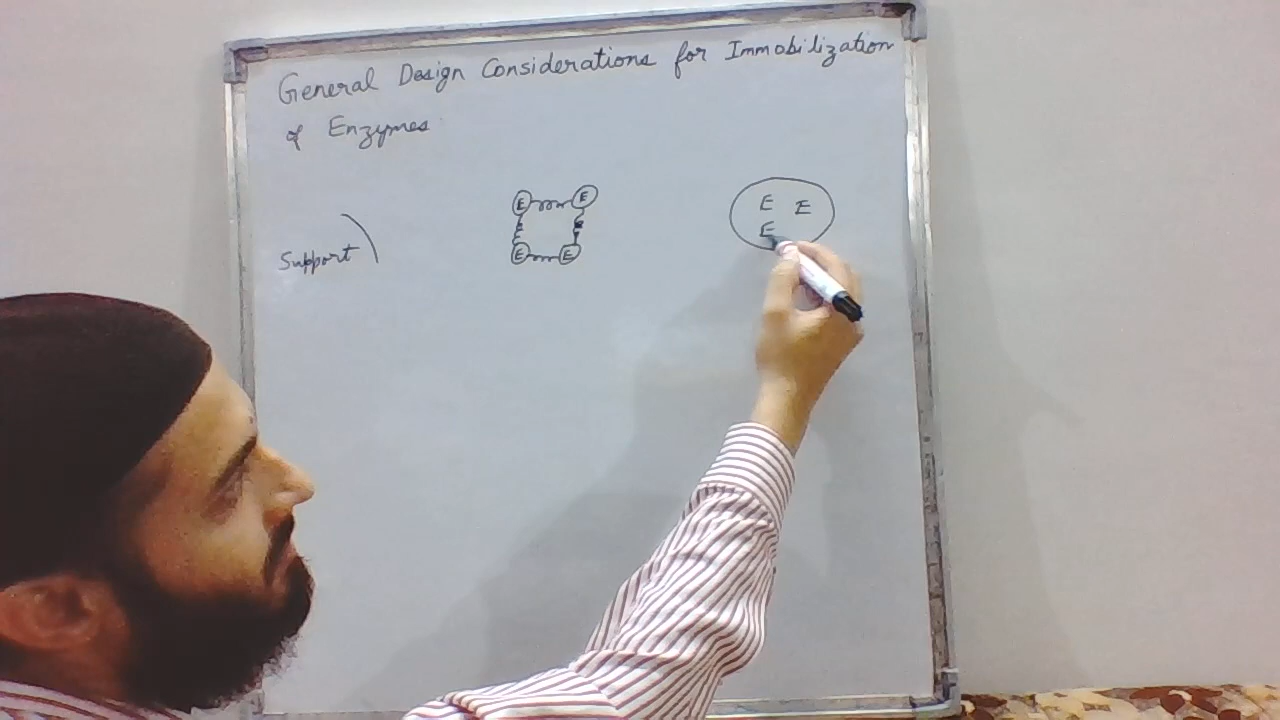 General Design Considerations for Immobilization
of Enzymes
E E E E
E E E
Support